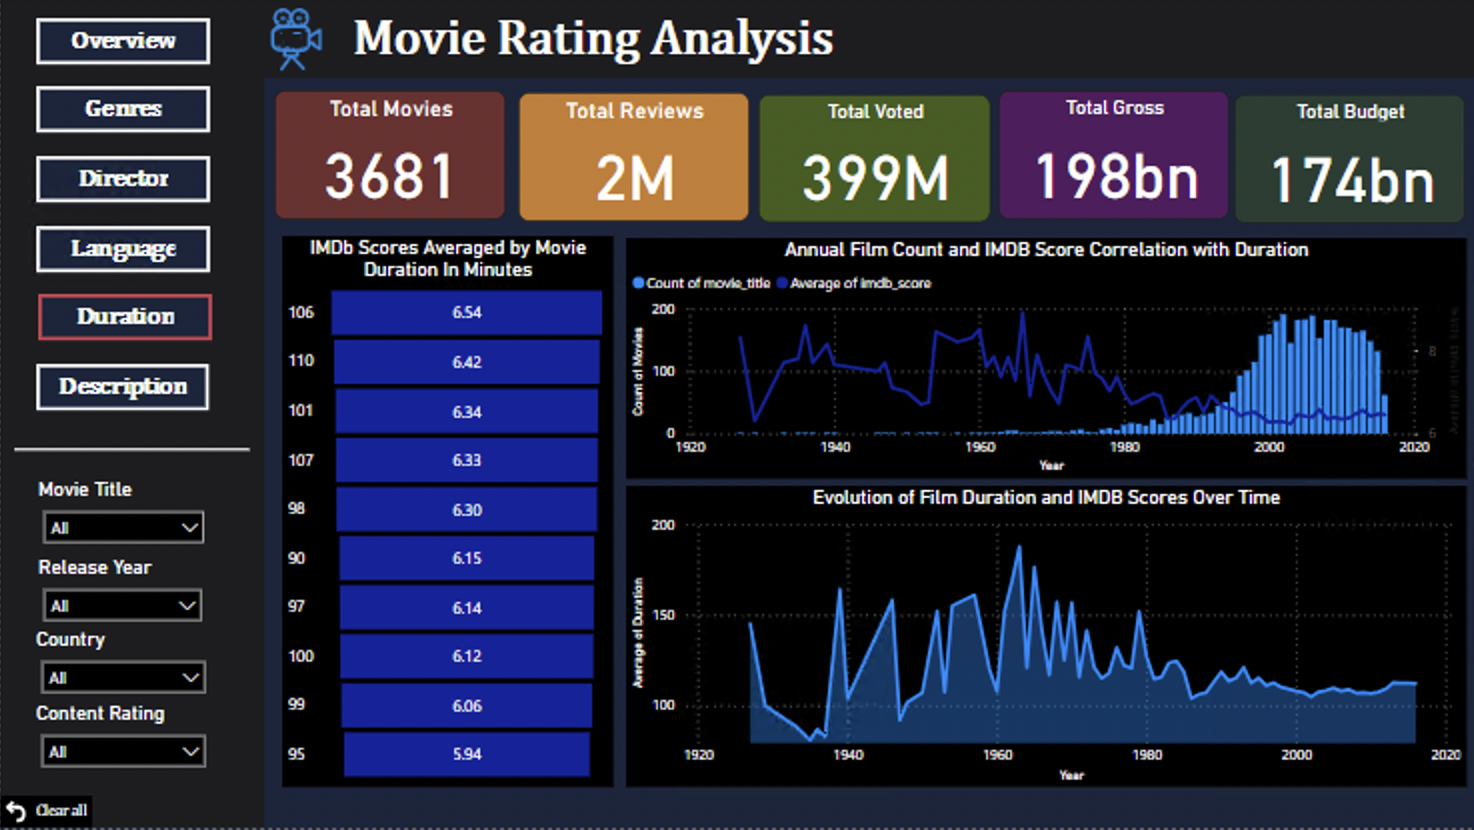 Overview
Genres
Director
Language
Duration
Description
Movie Title
All
Release Year
All
Country
All
Content Rating
All
Clear all
Movie Rating Analysis
Total Movies
3681
Total Reviews
2M
Total Voted
399M
Total Gross
198bn
Total Budget
174bn
IMDb Scores Averaged by Movie
Duration In Minutes
106 6.54
110 6.42
101 6.34
107 6.33
98 6.30
90 6.15
97 6.14
100 6.12
99 6.06
95 5.94
Annual Film Count and IMDB Score Correlation with Duration
Count of movie_title Average of imdb_score
Count of Movies
200
100
0
8
6
1920 1940 1960 1980 2000 2020
Year
Evolution of Film Duration and IMDB Scores Over Time
Average of Duration
200
150
100
1920 1940 1960 1980 2000 2020
Year